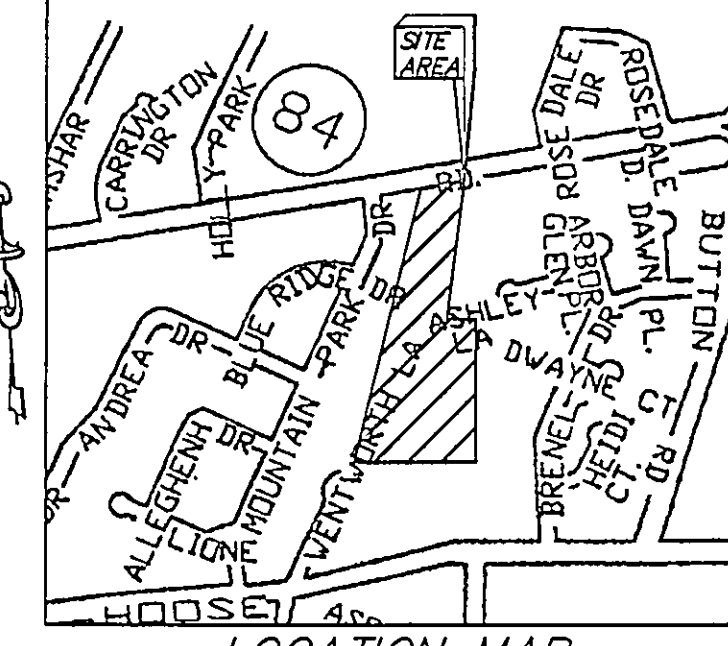 SITE
AREA
84
CARRINGTON
DR
PARK
RD.
ROSE DALE
DR
ROSEDALE
D. DAWN
PL.
BUTTON
RD
ARBOR
DR
GLEN
PL.
LA ASHLEY
LA DWAYNE
CT
BRENEL
HEIDI
CT.
DR
BLUE RIDGE DR
PARK
MOUNTAIN
ANDREA
DR
DR
ALLEGHENH
DR
LIONE
WENTWORTH
HOOSE
LOCATION MAP